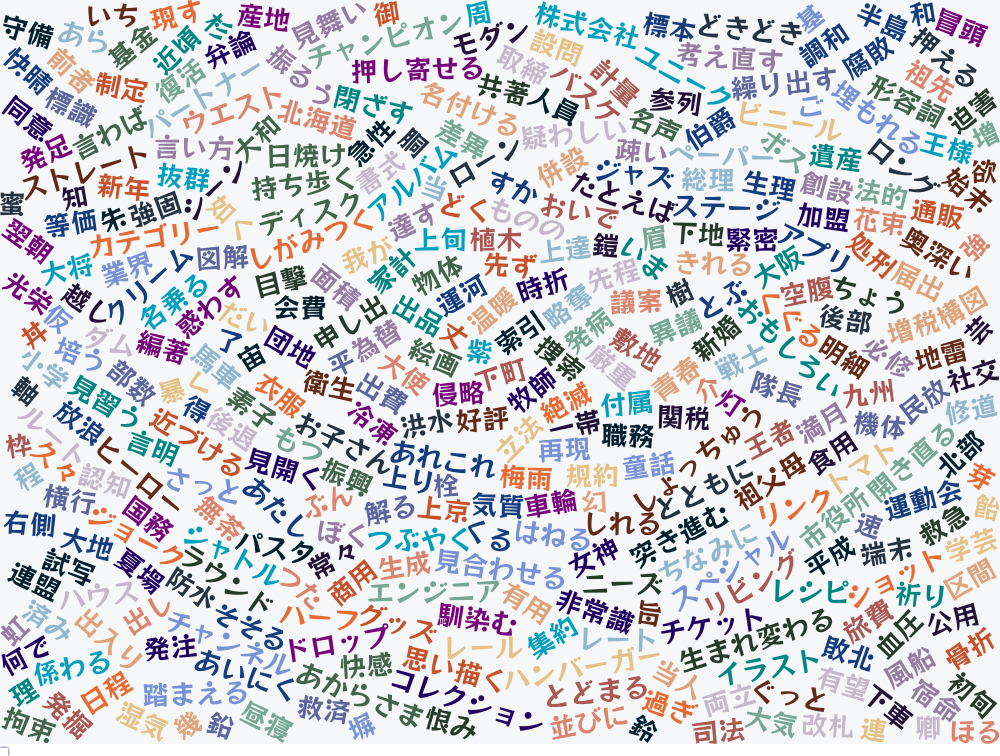 守備
いち
現す
産地
御
周
株式会社
標本
どきどき
基
半島
和
冒頭
あら
基金
近頃
弁論
見舞い
チャンピオン
モダン
設問
ユニーク
考え直す
調和
腐敗
押える
快晴
前者
制定
復活
パートナー
振るう
押し寄せる
取締
バスケ
計量
繰り出す
祖先
標識
ウエスト
北海道
閉ざす
名付ける
共著
人員
参列
ビニール
ご
埋もれる
形容詞
迫害
同意
発足
言わば
言い方
大和
日焼け
急性
胴
差異
疑わしい
名声
伯爵
ボス
遺産
ロング
王様
増
ストレート
抜群
持ち歩く
書式
アルバム
ローン
併設
疎い
ペーパー
欲
始末
蜜
知
新年
当
すか
ジャズ
総理
生理
創設
法的
通販
等価
朱
強固
名
ディスク
達す
どく
ものの
おいで
たとえば
ステージ
加盟
花束
強
翌朝
カテゴリー
しがみつく
我が
上旬
植木
上達
鎧
眉
下地
緊密
アプリ
処刑
奥深い
大将
業界
図解
家計
先ず
先程
きれる
大阪
届出
光栄
越し
クリーム
名乗る
惑わす
目撃
面積
物体
運河
時折
略奪
議案
樹
とぶ
空腹
ちょう
丼
仮
会費
申し出
出品
温暖
索引
発病
敷地
異議
おもしろい
後部
増税
構図
ダム
編著
だい
了
宙
団地
為替
絵画
紫
捜索
厳重
新婚
くぐる
明細
必修
地雷
芸
小学
培う
部数
馬車
暴く
衛生
平
出費
大使
下町
牧師
青春
戦士
隊長
九州
社交
軸
見習う
得
素子
衣服
冷凍
侵略
絶滅
付属
介
灯
満月
機体
民放
修道
ルート
放浪
言明
近づける
後退
もつ
お子さん
洪水
好評
立法
一帯
職務
関税
王者
枠
久々
認知
ヒーロー
見開く
振興
あれこれ
再現
しょっちゅう
食用
トマト
聞き直る
北部
程
横行
さっと
あたし
ぶん
上り
栓
梅雨
規約
童話
とともに
祖父母
芽
右側
ジョーク
国務
無茶
ぼく
解る
上京
気質
車輪
幻
しれる
リンク
市役所
運動会
飴
大地
シャトル
パスタ
常々
つぶやく
くる
はねる
女神
突き進む
ちなみに
速
救急
試写
夏場
ラウンド
つた
商用
生成
見合わせる
ニーズ
スペシャル
平成
端末
学芸
連盟
ハウス
防水
エンジニア
有用
非常識
旨
リビング
レシピ
ショット
祈り
区間
虹
済み
出入り
出し
そそる
ハーフ
グッズ
馴染む
集約
レート
チケット
生まれ変わる
旅費
血圧
公用
何で
係わる
発注
チャンネル
ドロップ
快感
思い描く
レール
ハンバーガー
イラスト
敗北
風船
骨折
理
日程
踏まえる
あいにく
あからさま
コレクション
とどまる
当人
両立
ぐっと
有望
下車
宿命
初旬
拘束
発掘
湿気
幾
鉛
昼寝
救済
塀
恨み
並びに
鈴
過ぎ
司法
大気
改札
連
卿
ほる